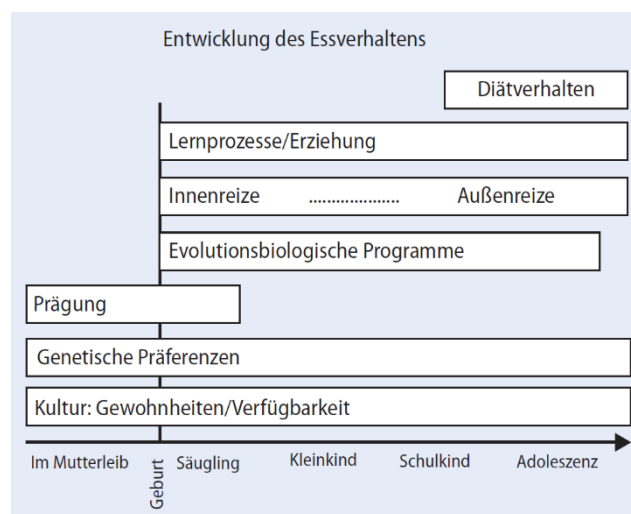 Entwicklung des Essverhaltens
Diätverhalten
Lernprozesse/Erziehung
Innenreize .................... Außenreize
Evolutionsbiologische Programme
Prägung
Genetische Präferenzen
Kultur: Gewohnheiten/Verfügbarkeit
Im Mutterleib Geburt Säugling Kleinkind Schulkind Adoleszenz